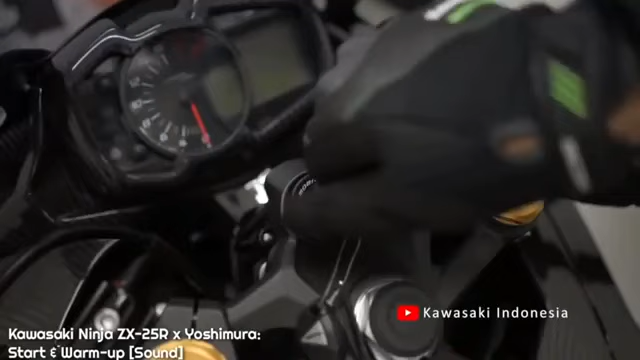 Kawasaki Indonesia
Kawasaki Ninja ZX-25R x Yoshimura:
Start & Warm-up [Sound]